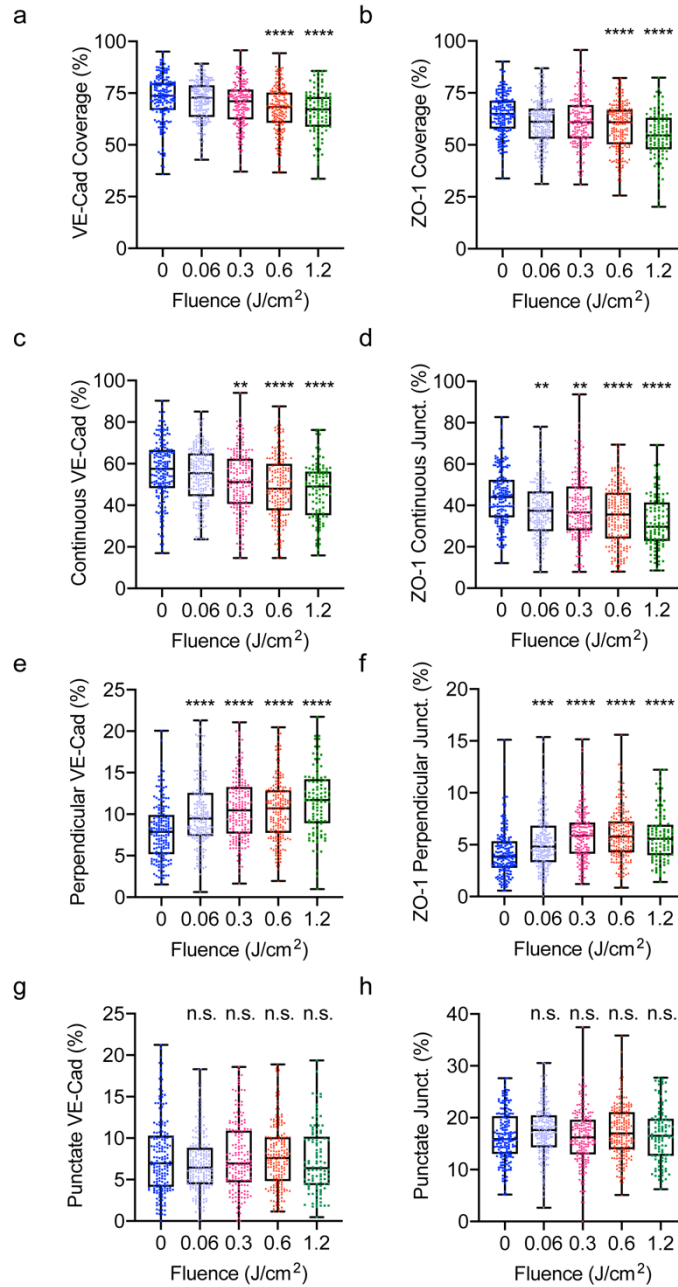 a
b
**** ****
**** ****
VE-Cad Coverage (%)
100
75
50
25
0
0 0.06 0.3 0.6 1.2
Fluence (J/cm²)
ZO-1 Coverage (%)
100
75
50
25
0
0 0.06 0.3 0.6 1.2
Fluence (J/cm²)
c
d
** **** ****
** ** **** ****
Continuous VE-Cad (%)
100
80
60
40
20
0
0 0.06 0.3 0.6 1.2
Fluence (J/cm²)
ZO-1 Continuous Junct. (%)
100
80
60
40
20
0
0 0.06 0.3 0.6 1.2
Fluence (J/cm²)
e
f
**** **** **** ****
*** **** **** ****
Perpendicular VE-Cad (%)
25
20
15
10
5
0
0 0.06 0.3 0.6 1.2
Fluence (J/cm²)
ZO-1 Perpendicular Junct. (%)
20
15
10
5
0
0 0.06 0.3 0.6 1.2
Fluence (J/cm²)
g
h
n.s. n.s. n.s. n.s.
n.s. n.s. n.s. n.s.
Punctate VE-Cad (%)
25
20
15
10
5
0
0 0.06 0.3 0.6 1.2
Fluence (J/cm²)
Punctate Junct. (%)
40
30
20
10
0
0 0.06 0.3 0.6 1.2
Fluence (J/cm²)